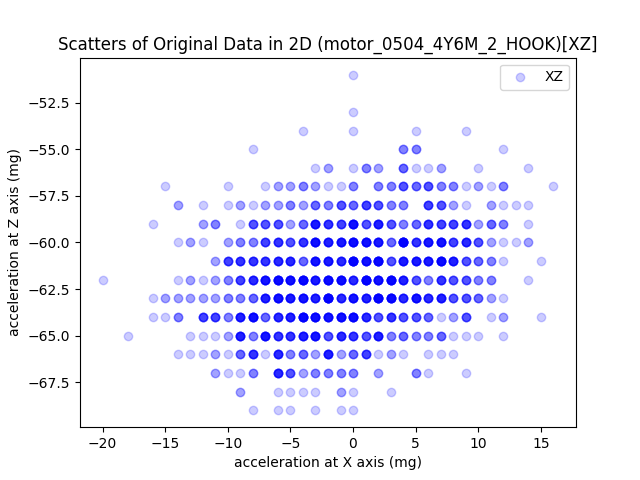 Scatters of Original Data in 2D (motor_0504_4Y6M_2_HOOK)[XZ]
XZ
acceleration at Z axis (mg)
−52.5
−55.0
−57.5
−60.0
−62.5
−65.0
−67.5
−20 −15 −10 −5 0 5 10 15
acceleration at X axis (mg)